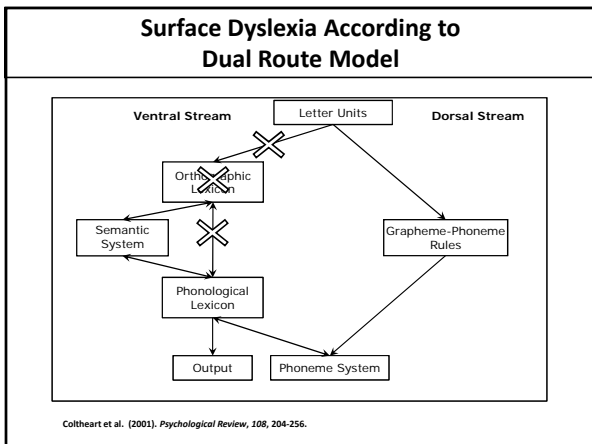 Surface Dyslexia According to
Dual Route Model
Ventral Stream
Letter Units
Dorsal Stream
Orthographic
Lexicon
Semantic
System
Grapheme-Phoneme
Rules
Phonological
Lexicon
Output
Phoneme System
Coltheart et al. (2001). Psychological Review, 108, 204-256.